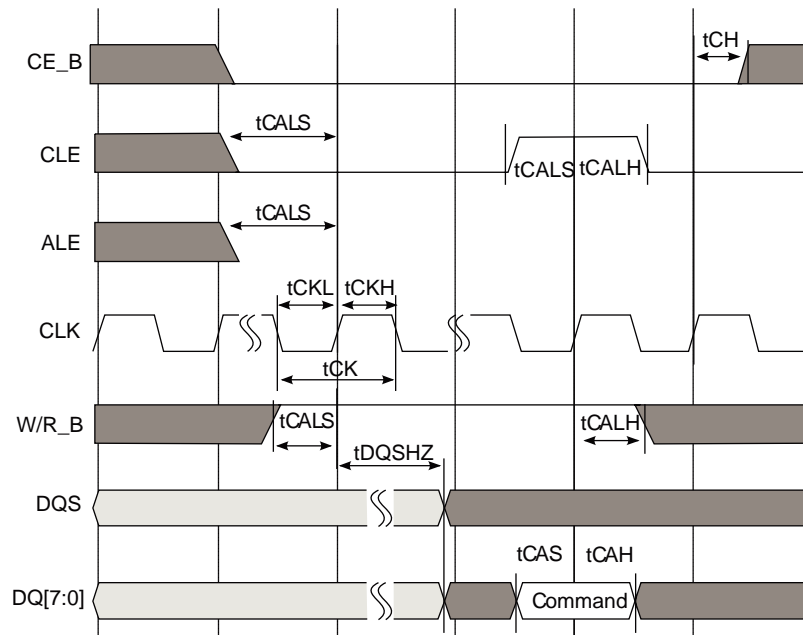 tCH
CE_B
tCALS
CLE
tCALS tCALH
tCALS
ALE
tCKL tCKH
CLK
tCK
W/R_B
tCALS
tCALH
tDQSHZ
DQS
tCAS tCAH
DQ[7:0]
Command